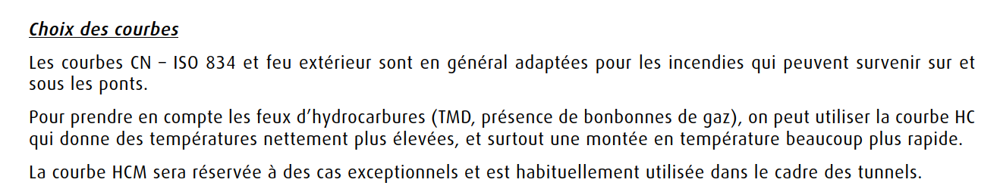 Choix des courbes
Les courbes CN – ISO 834 et feu extérieur sont en général adaptées pour les incendies qui peuvent survenir sur et
sous les ponts.
Pour prendre en compte les feux d’hydrocarbures (TMD, présence de bonbonnes de gaz), on peut utiliser la courbe HC
qui donne des températures nettement plus élevées, et surtout une montée en température beaucoup plus rapide.
La courbe HCM sera réservée à des cas exceptionnels et est habituellement utilisée dans le cadre des tunnels.